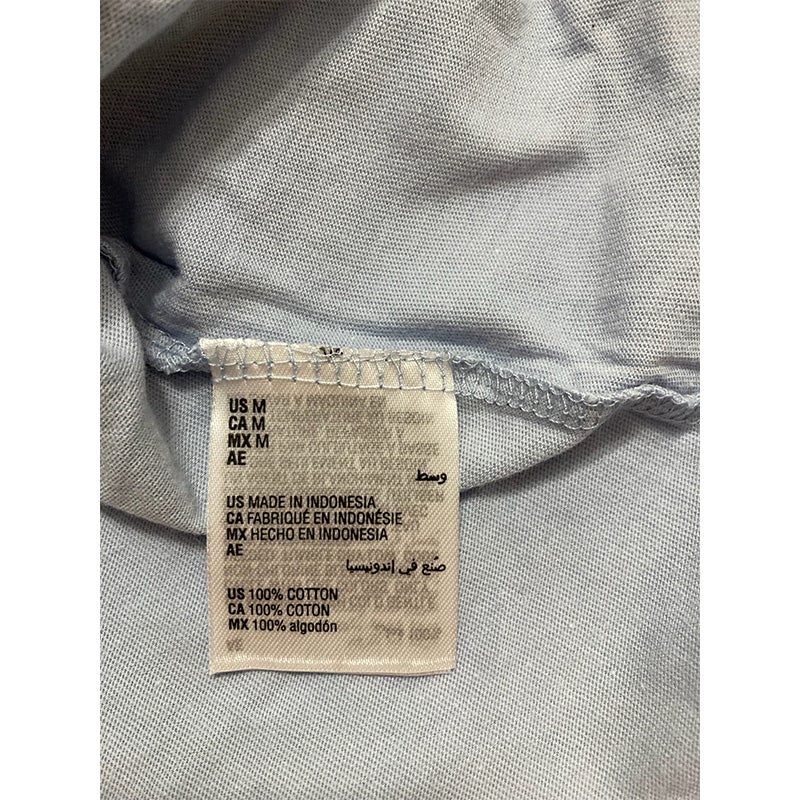 US M
CA M
MX M
AE
وسط
US MADE IN INDONESIA
CA FABRIQUÉ EN INDONÉSIE
MX HECHO EN INDONESIA
AE
صُنع في إندونيسيا
US 100% COTTON
CA 100% COTON
MX 100% algodón